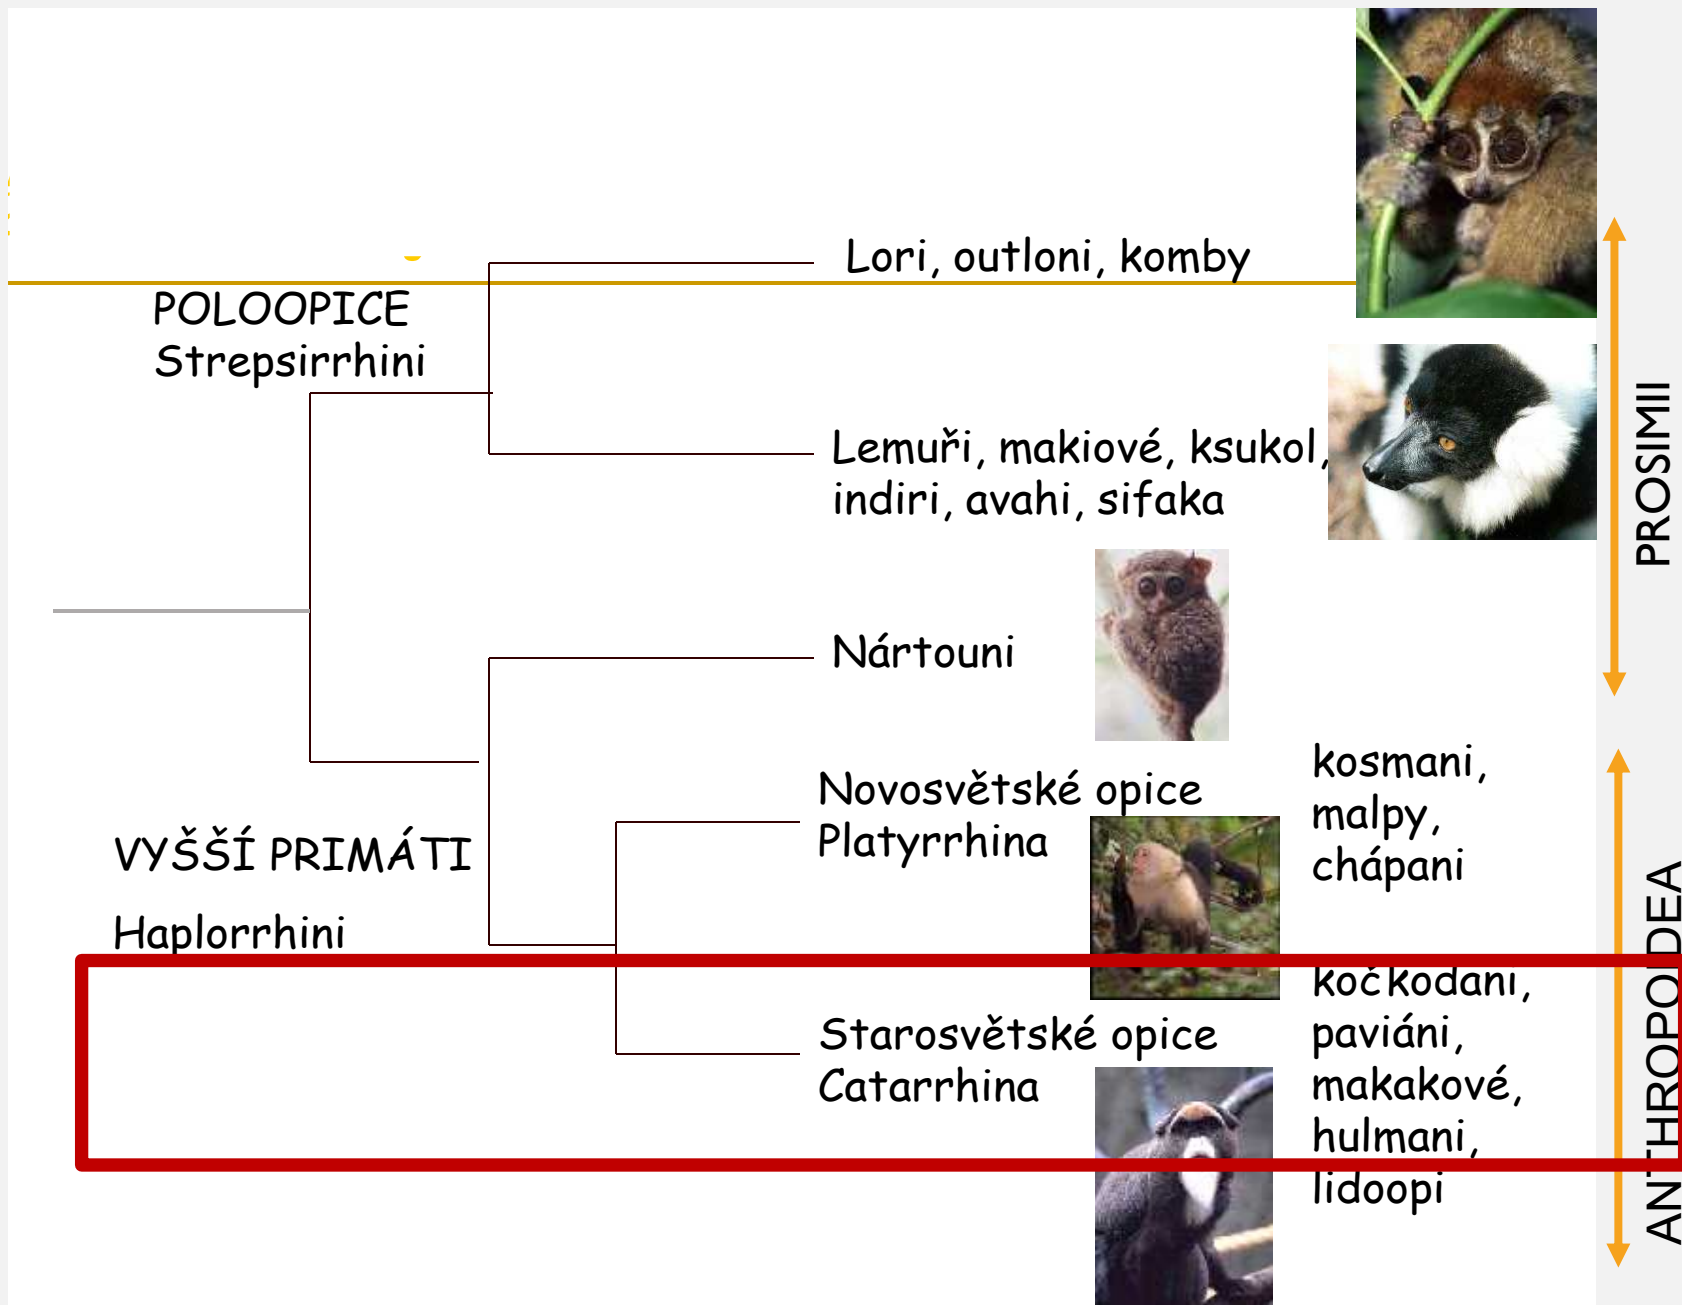 Lori, outloni, komby
POLOOPICE
Strepsirrhini
Lemuři, makiové, ksukol,
indiri, avahi, sifaka
PROSIMII
Nártouni
Novosvětské opice
Platyrrhina
kosmani,
malpy,
chápani
VYŠŠÍ PRIMÁTI
Haplorrhini
Starosvětské opice
Catarrhina
kočkodani,
paviáni,
makakové,
hulmani,
lidoopi
ANTHROPOIDEA